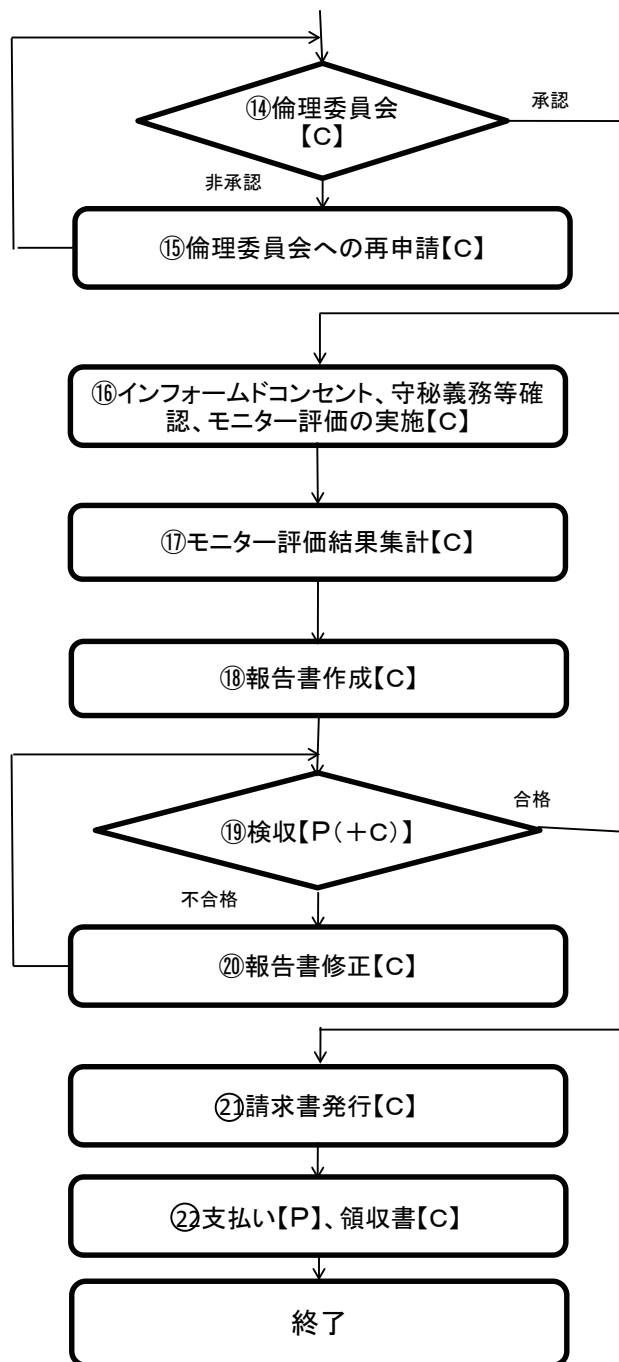 ⑭倫理委員会
【C】
承認
非承認
⑮倫理委員会への再申請【C】
⑯インフォームドコンセント、守秘義務等確
認、モニター評価の実施【C】
⑰モニター評価結果集計【C】
⑱報告書作成【C】
⑲検収【P(+C)】
合格
不合格
⑳報告書修正【C】
㉑請求書発行【C】
㉒支払い【P】、領収書【C】
終了